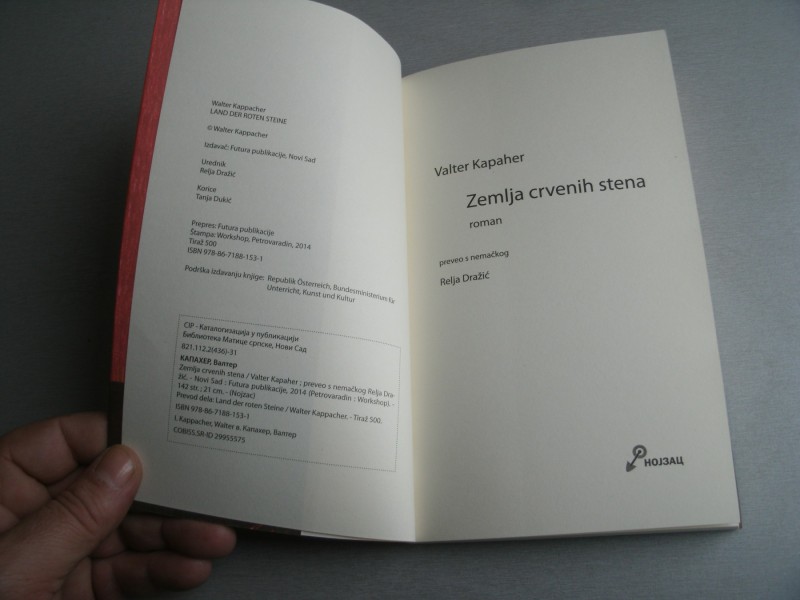 Walter Kappacher
LAND DER ROTEN STEINE
© Walter Kappacher
Izdavač: Futura publikacije, Novi Sad
Urednik
Relja Dražić
Korice
Tanja Dukić
Prepres: Futura publikacije
Štampa: Workshop, Petrovaradin, 2014
Tiraž 500
ISBN 978-86-7188-153-1
Podrška izdavanju knjige: Republik Österreich, Bundesministerium für
Unterricht, Kunst und Kultur
CIP - Каталогизација у публикацији
Библиотека Матице српске, Нови Сад
821.112.2(436)-31
КАПАХЕР, Валтер
Zemlja crvenih stena / Valter Kapaher ; preveo s nemačkog Relja Dra-
žić. - Novi Sad : Futura publikacije, 2014 (Petrovaradin : Workshop). -
142 str. ; 21 cm. - (Nojzac)
Prevod dela: Land der roten Steine / Walter Kappacher. - Tiraž 500.
ISBN 978-86-7188-153-1
I. Kappacher, Walter в. Капахер, Валтер
COBISS.SR-ID 29955575
Valter Kapaher
Zemlja crvenih stena
roman
preveo s nemačkog
Relja Dražić
НОЈЗАЦ